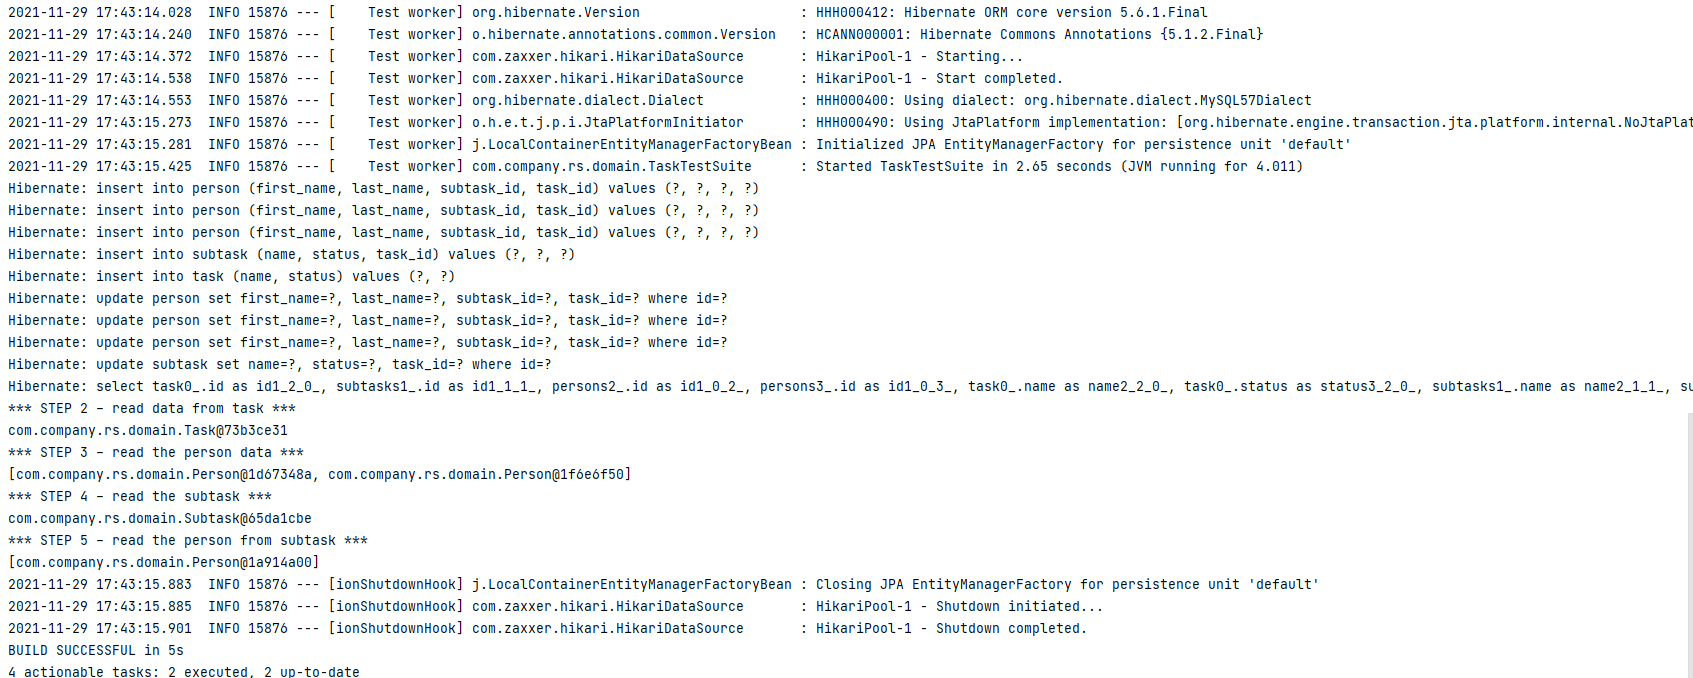 2021-11-29 17:43:14.028  INFO 15876 --- [    Test worker] org.hibernate.Version                    : HHH000412: Hibernate ORM core version 5.6.1.Final
2021-11-29 17:43:14.240  INFO 15876 --- [    Test worker] o.hibernate.annotations.common.Version   : HCANN000001: Hibernate Commons Annotations {5.1.2.Final}
2021-11-29 17:43:14.372  INFO 15876 --- [    Test worker] com.zaxxer.hikari.HikariDataSource       : HikariPool-1 - Starting...
2021-11-29 17:43:14.538  INFO 15876 --- [    Test worker] com.zaxxer.hikari.HikariDataSource       : HikariPool-1 - Start completed.
2021-11-29 17:43:14.553  INFO 15876 --- [    Test worker] org.hibernate.dialect.Dialect            : HHH000400: Using dialect: org.hibernate.dialect.MySQL57Dialect
2021-11-29 17:43:15.273  INFO 15876 --- [    Test worker] o.h.e.t.j.p.i.JtaPlatformInitiator       : HHH000490: Using JtaPlatform implementation: [org.hibernate.engine.transaction.jta.platform.internal.NoJtaPlat
2021-11-29 17:43:15.281  INFO 15876 --- [    Test worker] j.LocalContainerEntityManagerFactoryBean : Initialized JPA EntityManagerFactory for persistence unit 'default'
2021-11-29 17:43:15.425  INFO 15876 --- [    Test worker] com.company.rs.domain.TaskTestSuite      : Started TaskTestSuite in 2.65 seconds (JVM running for 4.011)
Hibernate: insert into person (first_name, last_name, subtask_id, task_id) values (?, ?, ?, ?)
Hibernate: insert into person (first_name, last_name, subtask_id, task_id) values (?, ?, ?, ?)
Hibernate: insert into person (first_name, last_name, subtask_id, task_id) values (?, ?, ?, ?)
Hibernate: insert into subtask (name, status, task_id) values (?, ?, ?)
Hibernate: insert into task (name, status) values (?, ?)
Hibernate: update person set first_name=?, last_name=?, subtask_id=?, task_id=? where id=?
Hibernate: update person set first_name=?, last_name=?, subtask_id=?, task_id=? where id=?
Hibernate: update person set first_name=?, last_name=?, subtask_id=?, task_id=? where id=?
Hibernate: update subtask set name=?, status=?, task_id=? where id=?
Hibernate: select task0_.id as id1_2_0_, subtasks1_.id as id1_1_1_, persons2_.id as id1_0_2_, persons3_.id as id1_0_3_, task0_.name as name2_2_0_, task0_.status as status3_2_0_, subtasks1_.name as name2_1_1_, su
*** STEP 2 – read data from task ***
com.company.rs.domain.Task@73b3ce31
*** STEP 3 – read the person data ***
[com.company.rs.domain.Person@1d67348a, com.company.rs.domain.Person@1f6e6f50]
*** STEP 4 – read the subtask ***
com.company.rs.domain.Subtask@65da1cbe
*** STEP 5 – read the person from subtask ***
[com.company.rs.domain.Person@1a914a00]
2021-11-29 17:43:15.883  INFO 15876 --- [ionShutdownHook] j.LocalContainerEntityManagerFactoryBean : Closing JPA EntityManagerFactory for persistence unit 'default'
2021-11-29 17:43:15.885  INFO 15876 --- [ionShutdownHook] com.zaxxer.hikari.HikariDataSource       : HikariPool-1 - Shutdown initiated...
2021-11-29 17:43:15.901  INFO 15876 --- [ionShutdownHook] com.zaxxer.hikari.HikariDataSource       : HikariPool-1 - Shutdown completed.
BUILD SUCCESSFUL in 5s
4 actionable tasks: 2 executed, 2 up-to-date